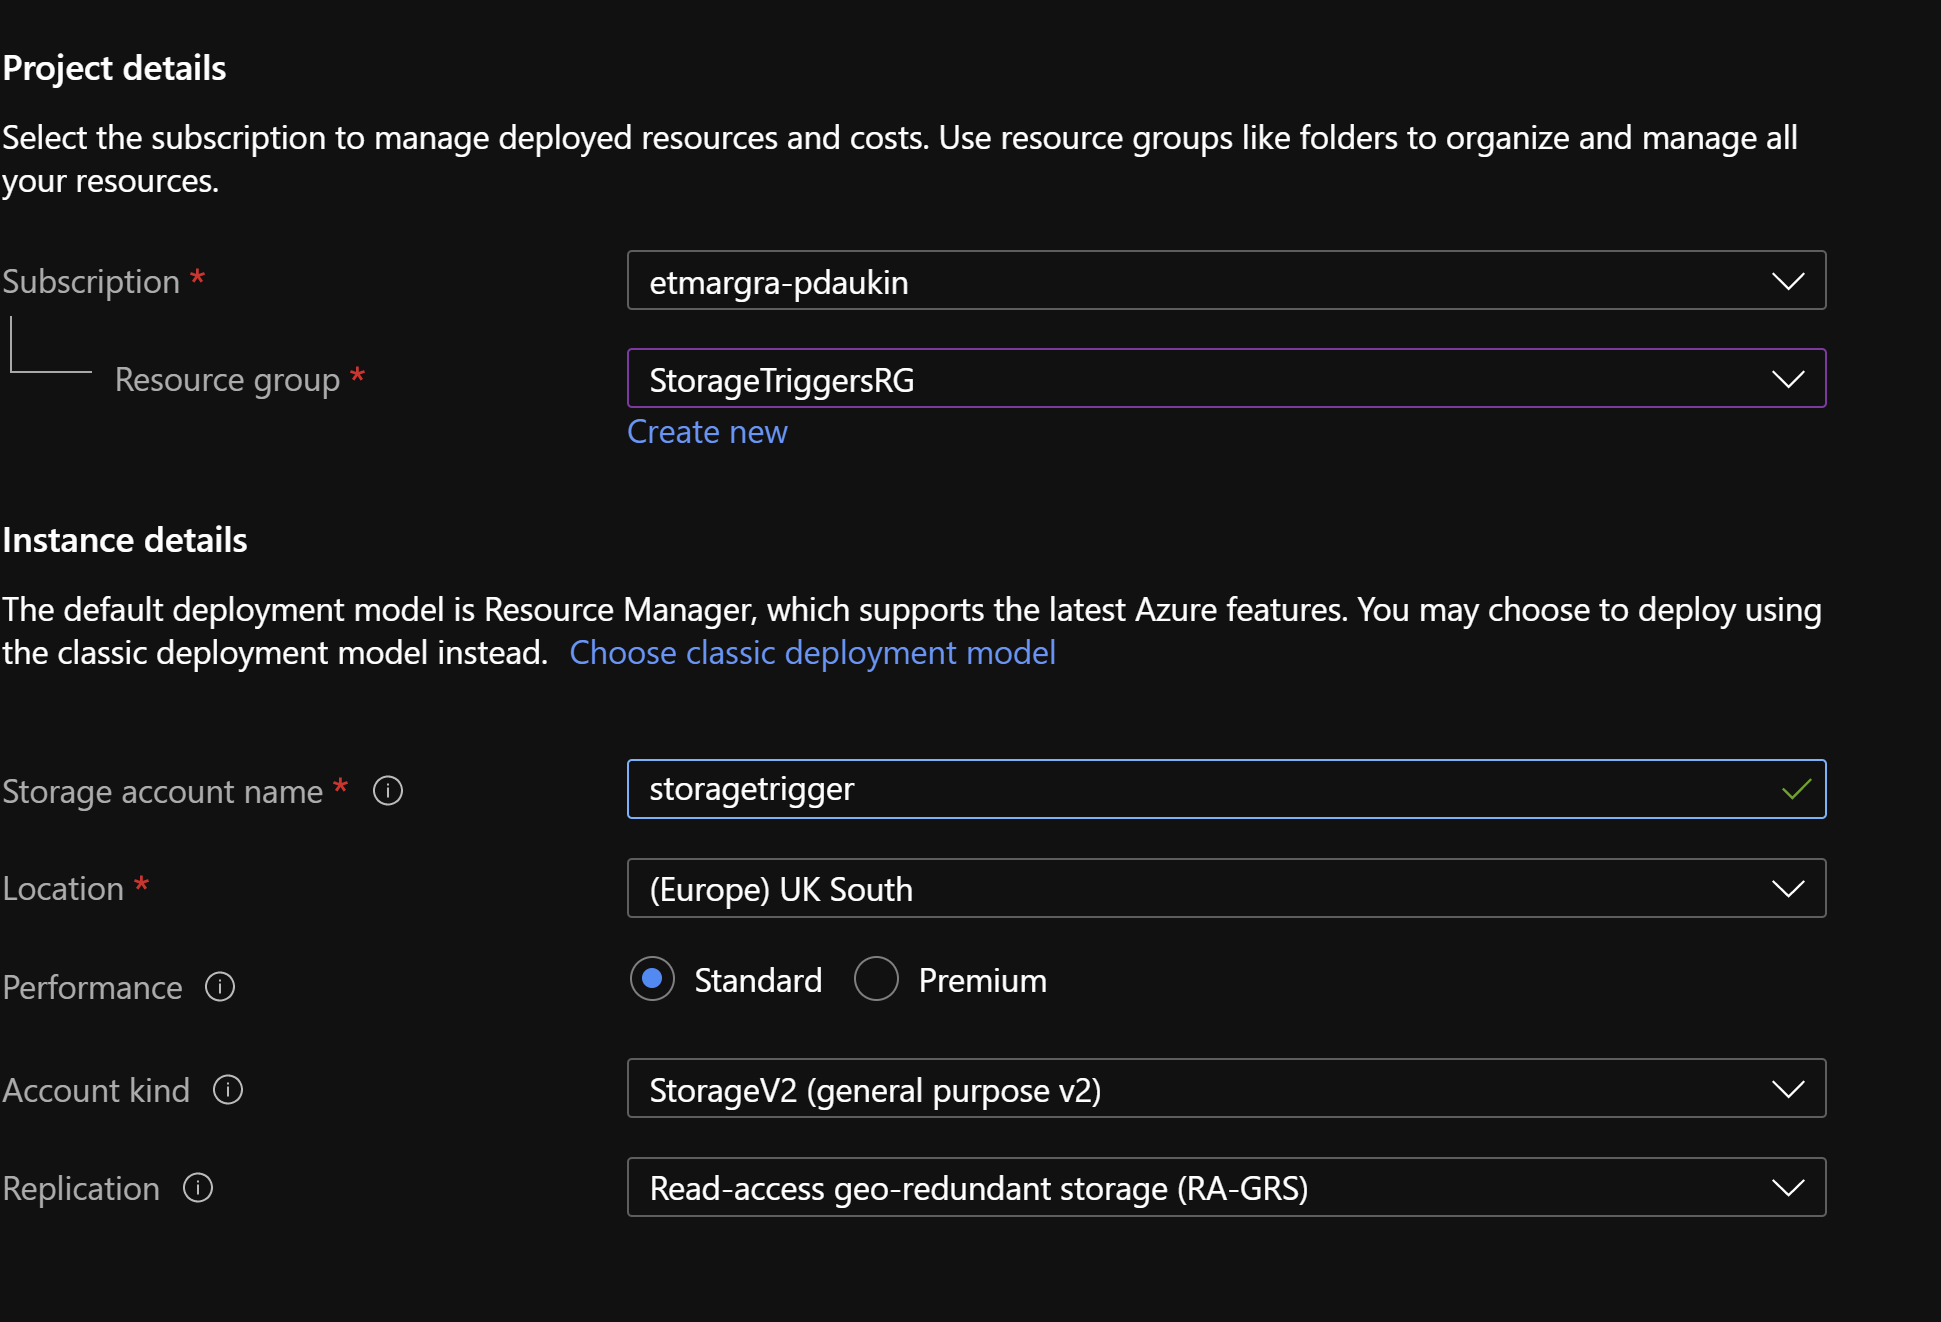 Project details
Select the subscription to manage deployed resources and costs. Use resource groups like folders to organize and manage all
your resources.
Subscription *
etmargra-pdaukin
Resource group *
StorageTriggersRG
Create new
Instance details
The default deployment model is Resource Manager, which supports the latest Azure features. You may choose to deploy using
the classic deployment model instead. Choose classic deployment model
Storage account name *
storagetrigger
Location *
(Europe) UK South
Performance
Standard
Premium
Account kind
StorageV2 (general purpose v2)
Replication
Read-access geo-redundant storage (RA-GRS)